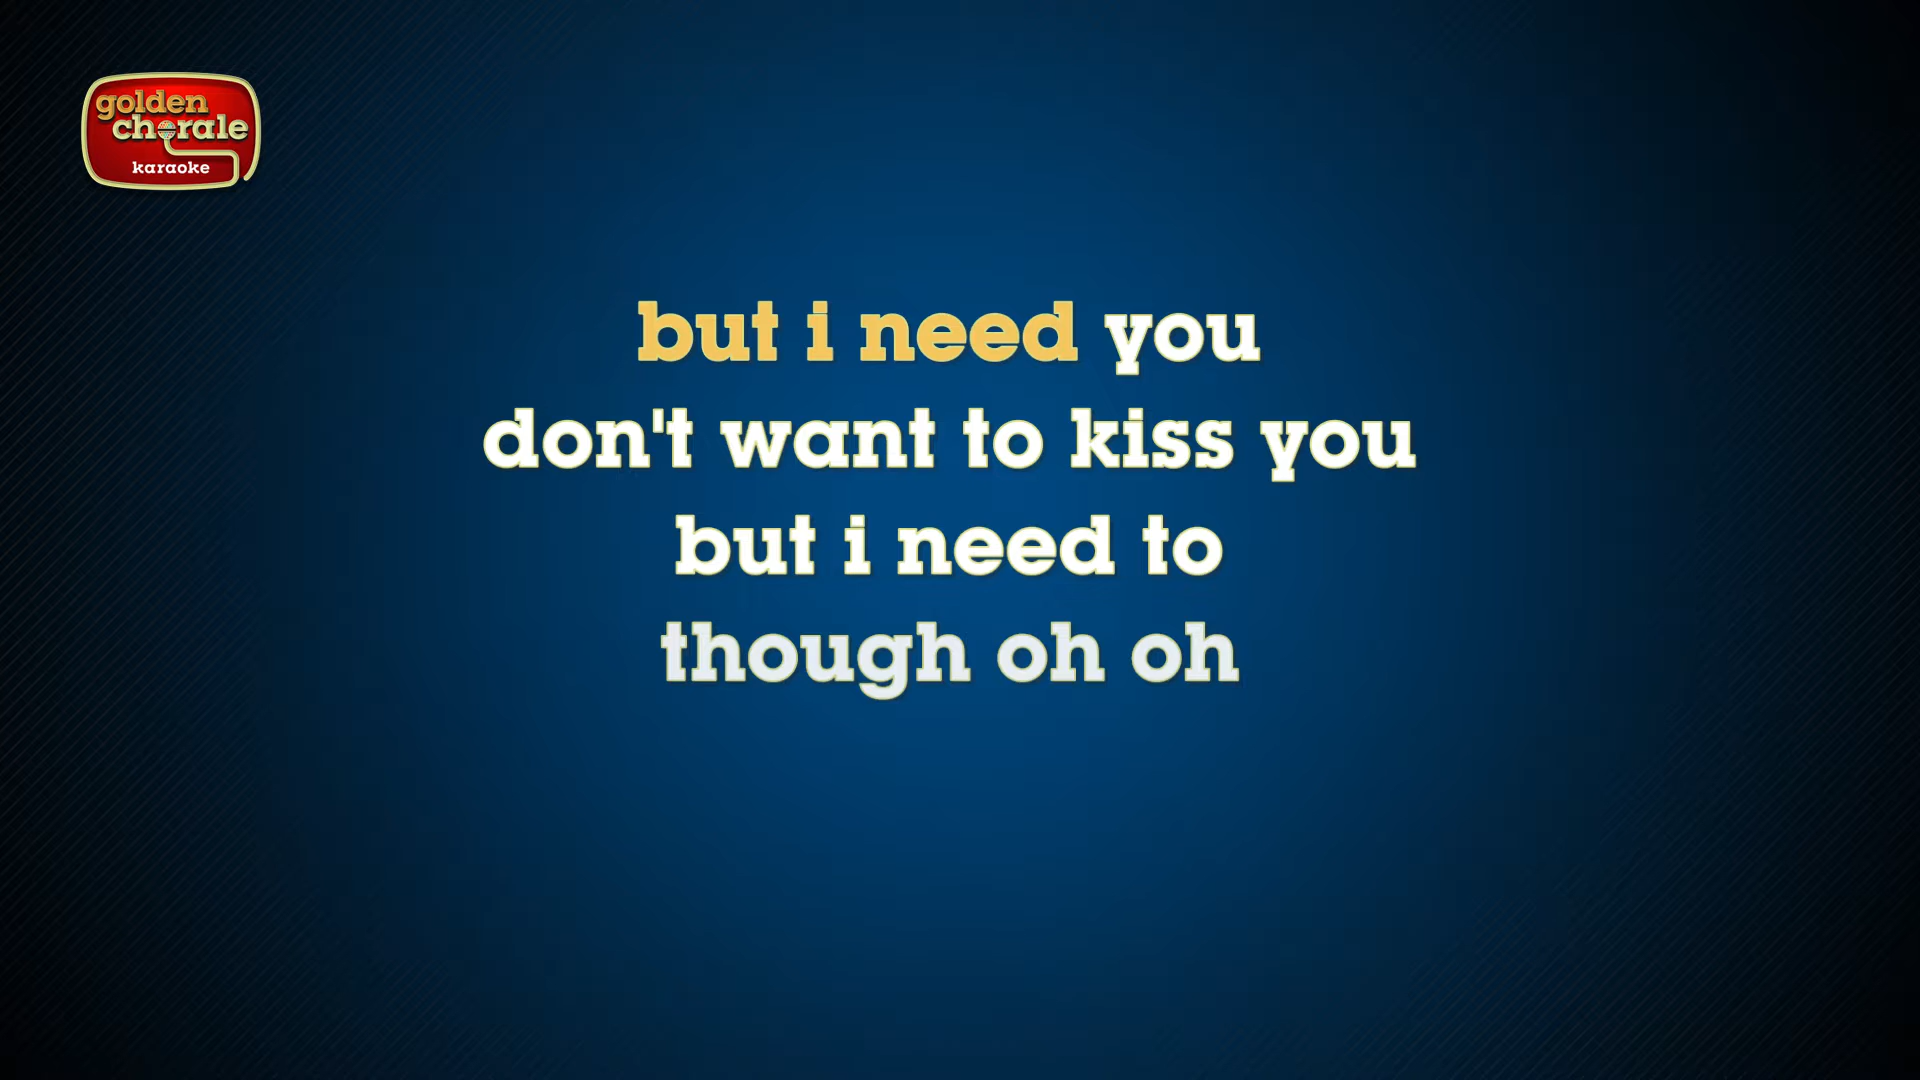 golden
chorale
karaoke
but i need you
don't want to kiss you
but i need to
though oh oh